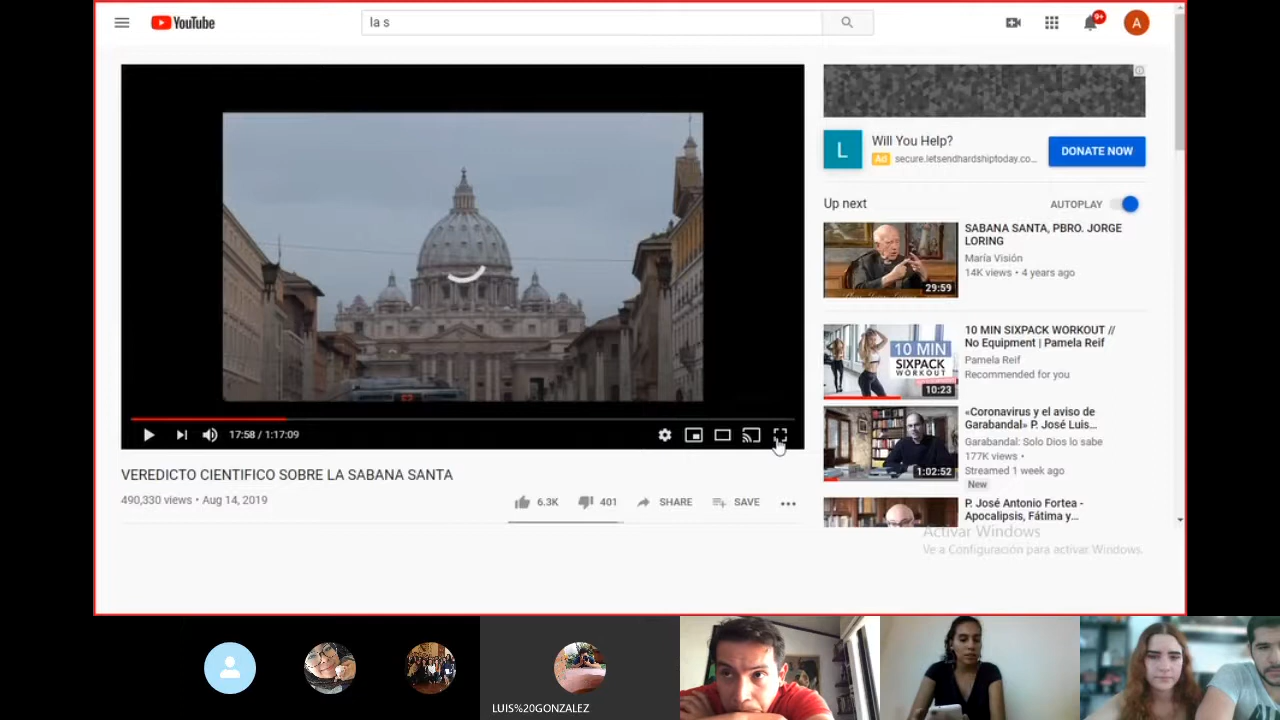 YouTube
la s
9+
A
L
Will You Help?
Ad secure.letsendhardshiptoday.co...
DONATE NOW
Up next
AUTOPLAY
SABANA SANTA, PBRO. JORGE
LORING
María Visión
14K views • 4 years ago
29:59
10 MIN SIXPACK WORKOUT //
No Equipment | Pamela Reif
Pamela Reif
Recommended for you
10 MIN
SIXPACK
WORKOUT
10:23
«Coronavirus y el aviso de
Garabandal» P. José Luis...
Garabandal: Solo Dios lo sabe
177K views •
Streamed 1 week ago
New
1:02:52
P. José Antonio Fortea -
Apocalipsis, Fátima y...
17:58 / 1:17:09
VEREDICTO CIENTIFICO SOBRE LA SABANA SANTA
490,330 views • Aug 14, 2019
6.3K
401
SHARE
SAVE
Activar Windows
Ve a Configuración para activar Windows.
LUIS%20GONZALEZ